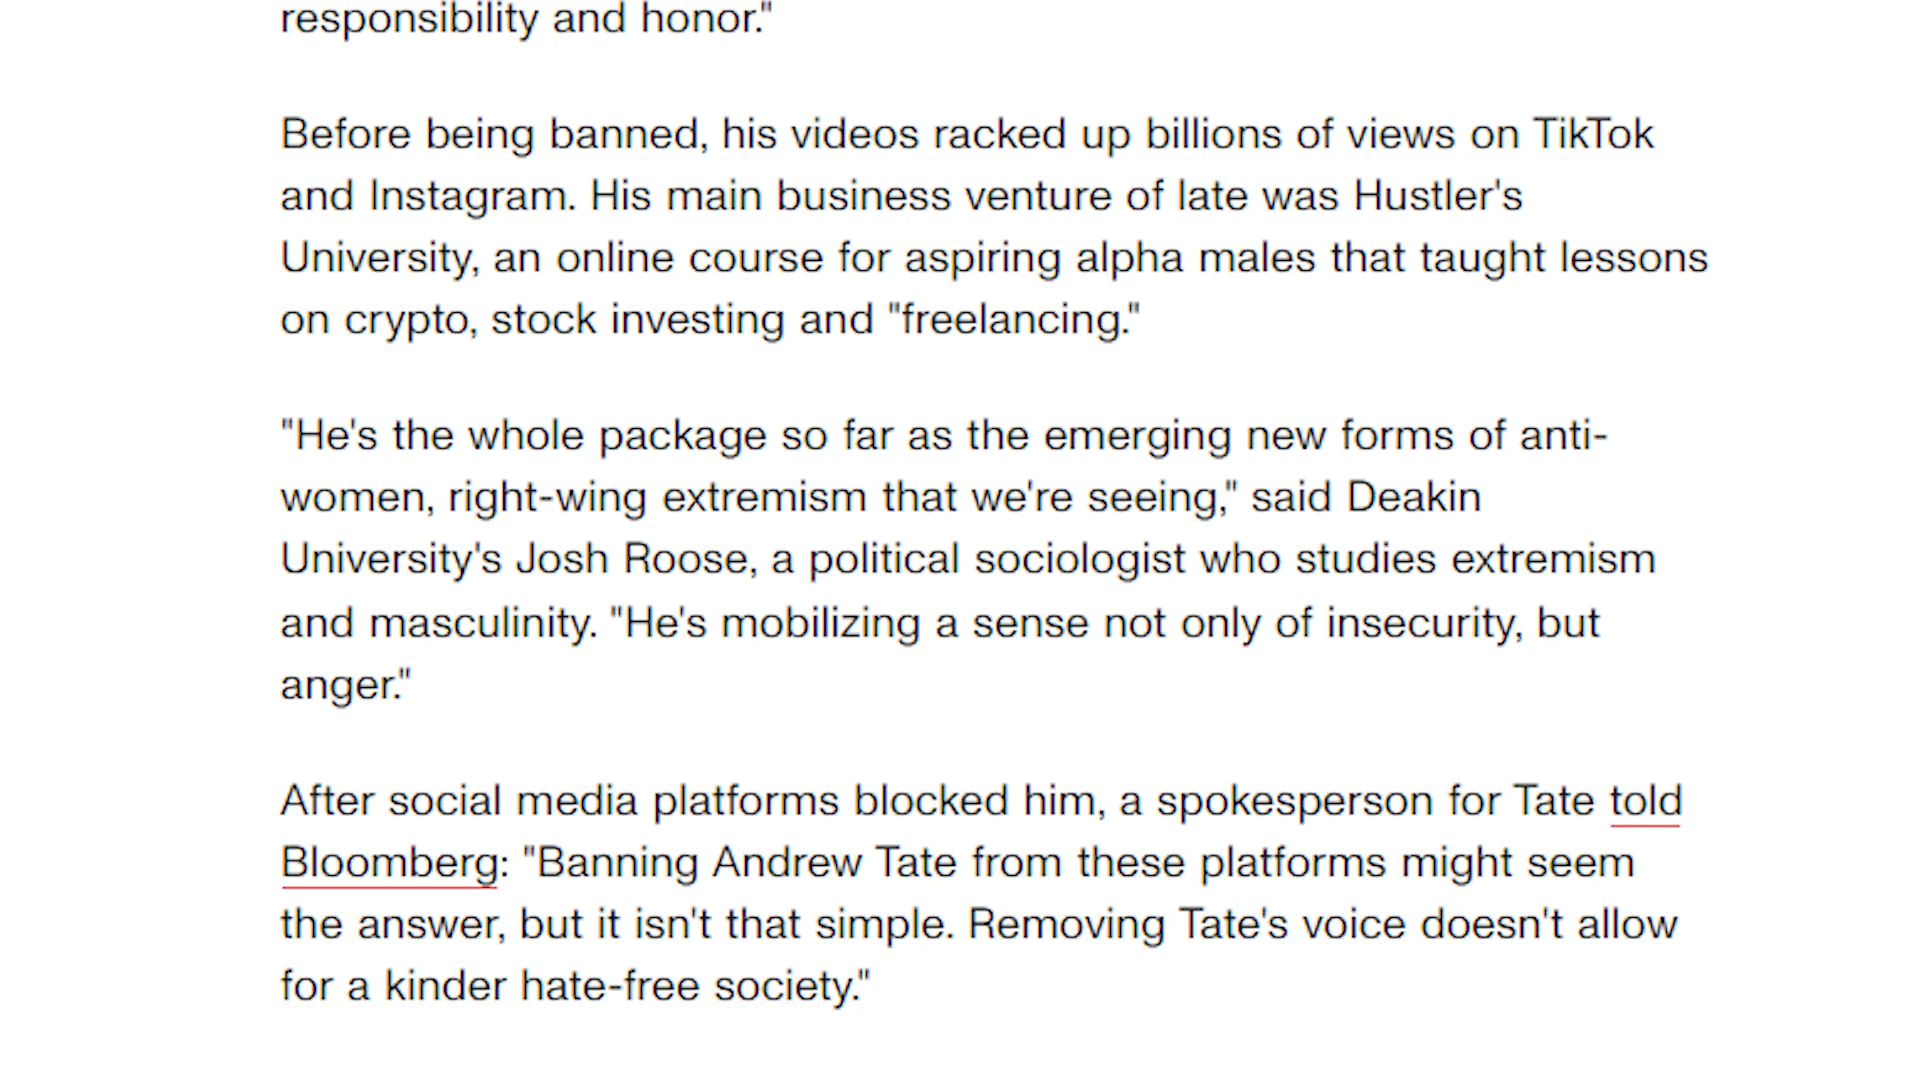 responsibility and honor."
Before being banned, his videos racked up billions of views on TikTok
and Instagram. His main business venture of late was Hustler's
University, an online course for aspiring alpha males that taught lessons
on crypto, stock investing and "freelancing."
"He's the whole package so far as the emerging new forms of anti-
women, right-wing extremism that we're seeing," said Deakin
University's Josh Roose, a political sociologist who studies extremism
and masculinity. "He's mobilizing a sense not only of insecurity, but
anger."
After social media platforms blocked him, a spokesperson for Tate told
Bloomberg: "Banning Andrew Tate from these platforms might seem
the answer, but it isn't that simple. Removing Tate's voice doesn't allow
for a kinder hate-free society."